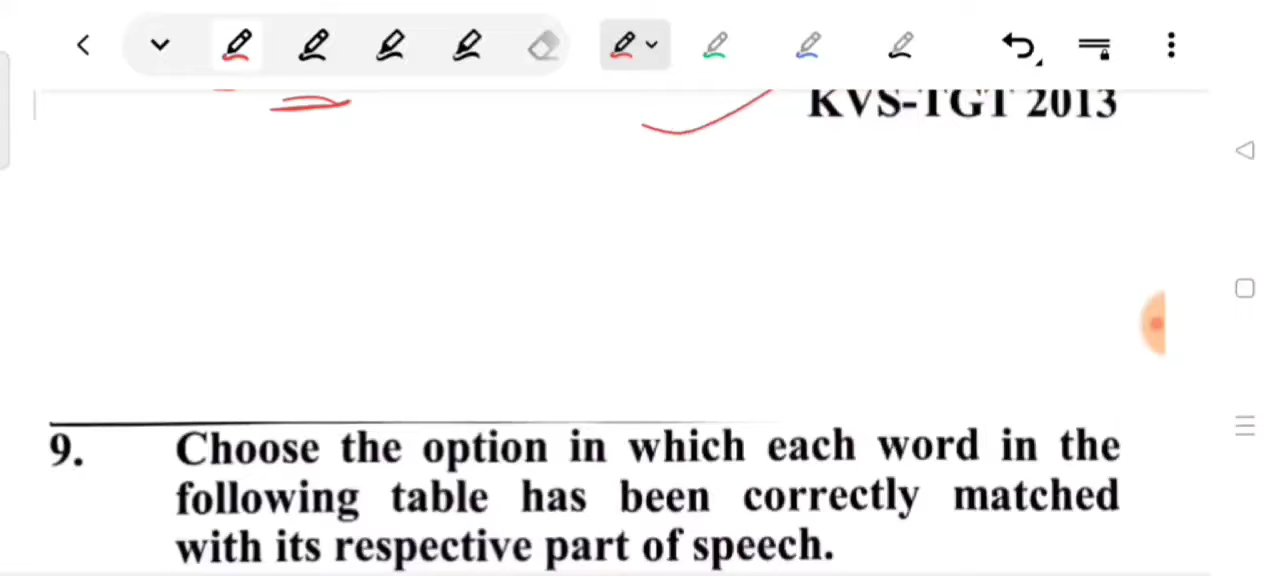 KVS-TGT 2013
9. Choose the option in which each word in the
following table has been correctly matched
with its respective part of speech.